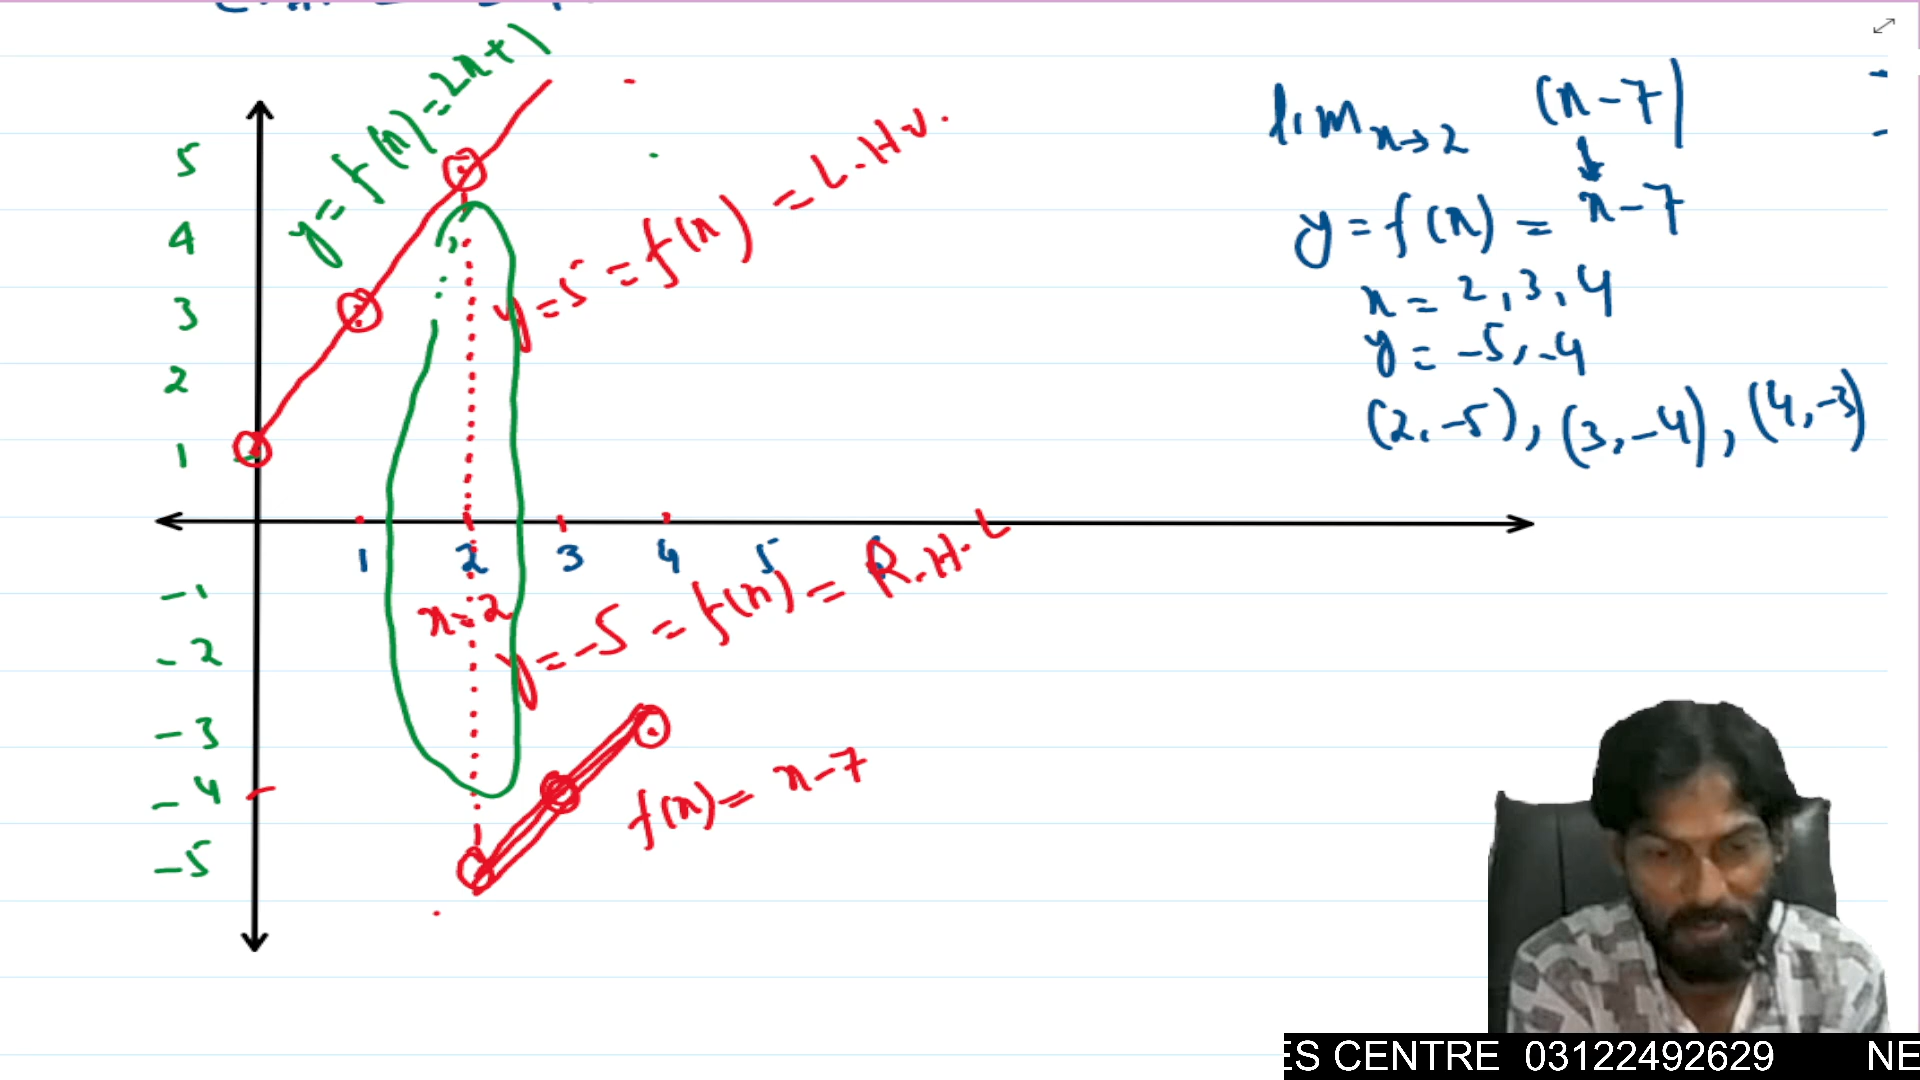 y = f(x) = 2x+1
5
4
3
2
1
-1
-2
-3
-4
-5
1 2 3 4 5
x=2
y = 5 = f(x) = L.H.
y = -5 = f(x) = R.H.L
f(x) = x-7
lim x→2 (x-7)
y = f(x) = x-7
x = 2, 3, 4
y = -5, -4
(2,-5), (3,-4), (4,-3)
ES CENTRE 03122492629 NE